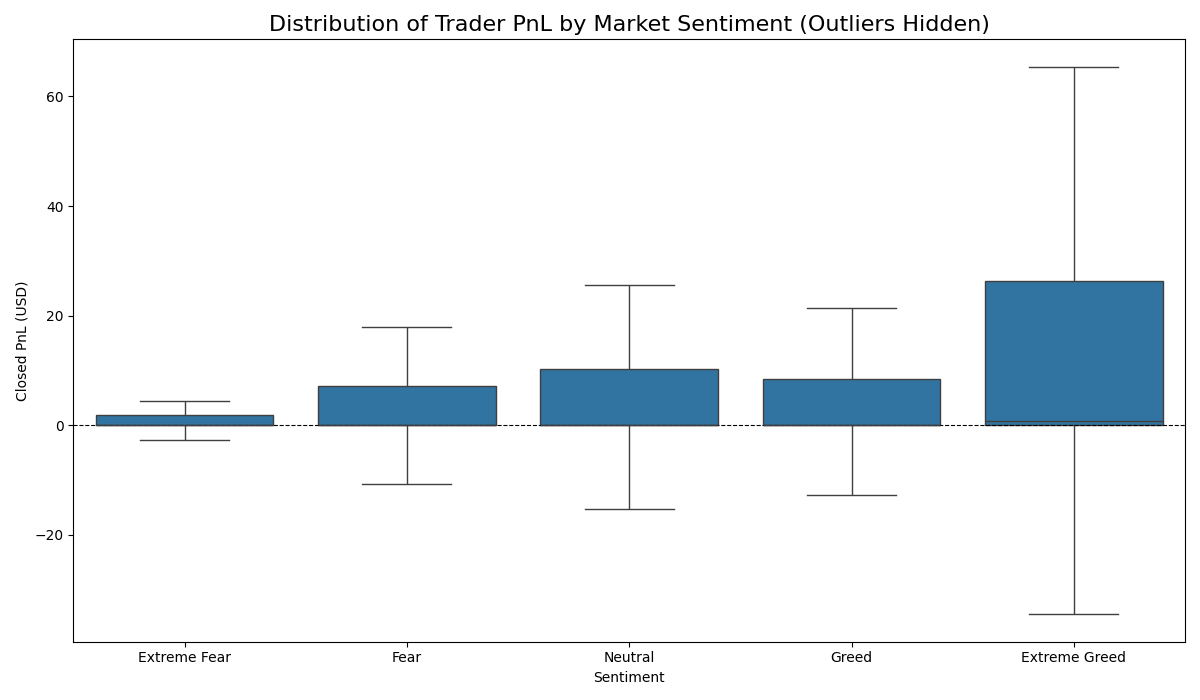 Distribution of Trader PnL by Market Sentiment (Outliers Hidden)
60
40
20
0
−20
Closed PnL (USD)
Extreme Fear
Fear
Neutral
Greed
Extreme Greed
Sentiment